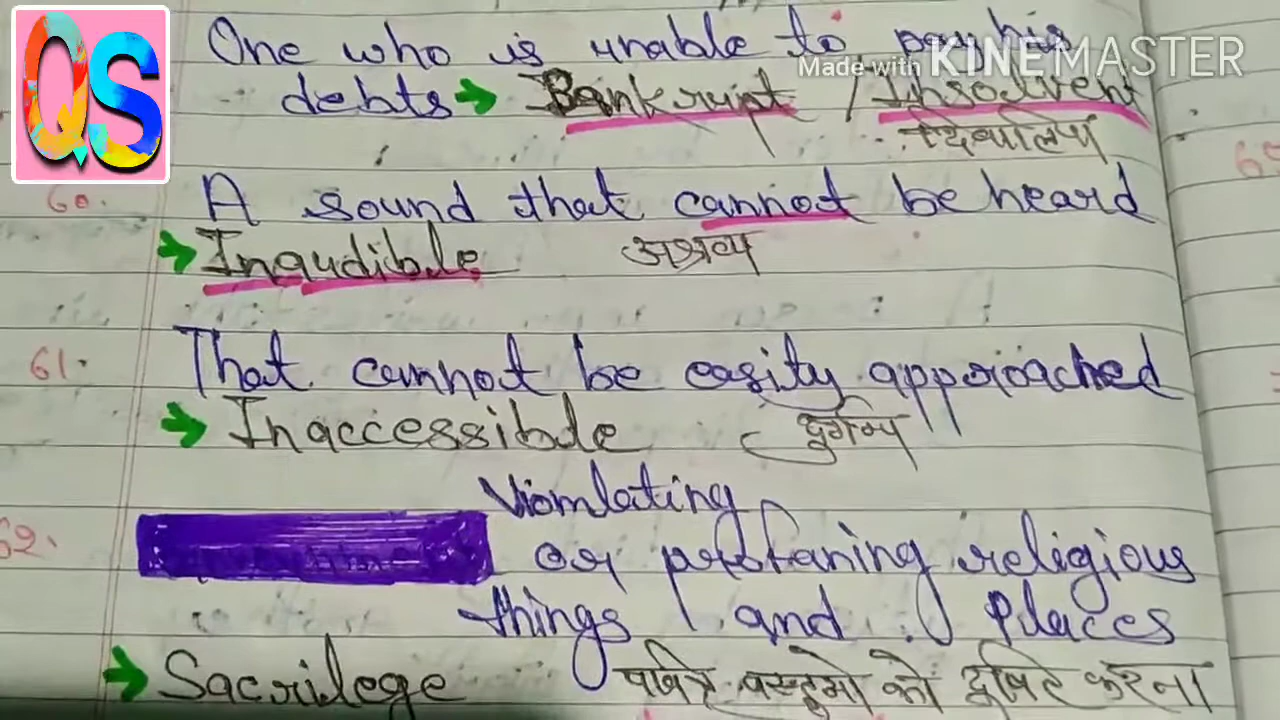 QS
One who is unable to pay his
Made with KINEMASTER
debts → Bankrupt / Insolvent
दिवालिया
60. A sound that cannot be heard
→ Inaudible अश्रव्य
61. That cannot be easity approached
→ Inaccessible दुर्गम्य
Viomlating
62. or profaning religious
things and places
→ Sacrilege पवित्र वस्तुओ को दुषित करना